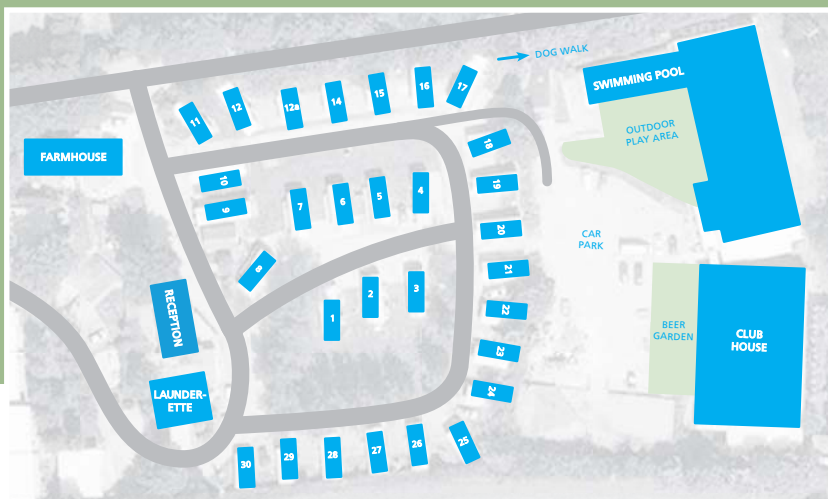 DOG WALK
SWIMMING POOL
17
16
15
14
12a
12
11
OUTDOOR
PLAY AREA
18
FARMHOUSE
10
9
7
6
5
4
19
20
CAR
PARK
8
21
1
2
3
22
RECEPTION
BEER
GARDEN
CLUB
HOUSE
23
24
LAUNDER-
ETTE
30
29
28
27
26
25